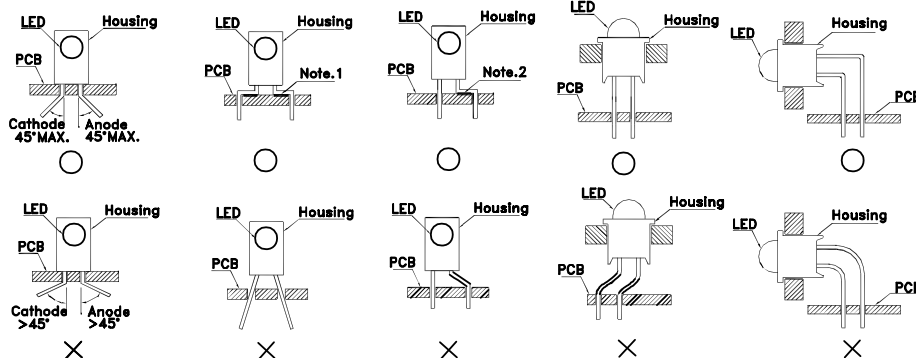 LED
Housing
PCB
Cathode
45°MAX.
Anode
45°MAX.
LED
Housing
PCB
Note.1
LED
Housing
PCB
Note.2
LED
Housing
PCB
LED
Housing
PCB
LED
Housing
PCB
Cathode
>45°
Anode
>45°
LED
Housing
PCB
LED
Housing
PCB
LED
Housing
PCB
LED
Housing
PCB